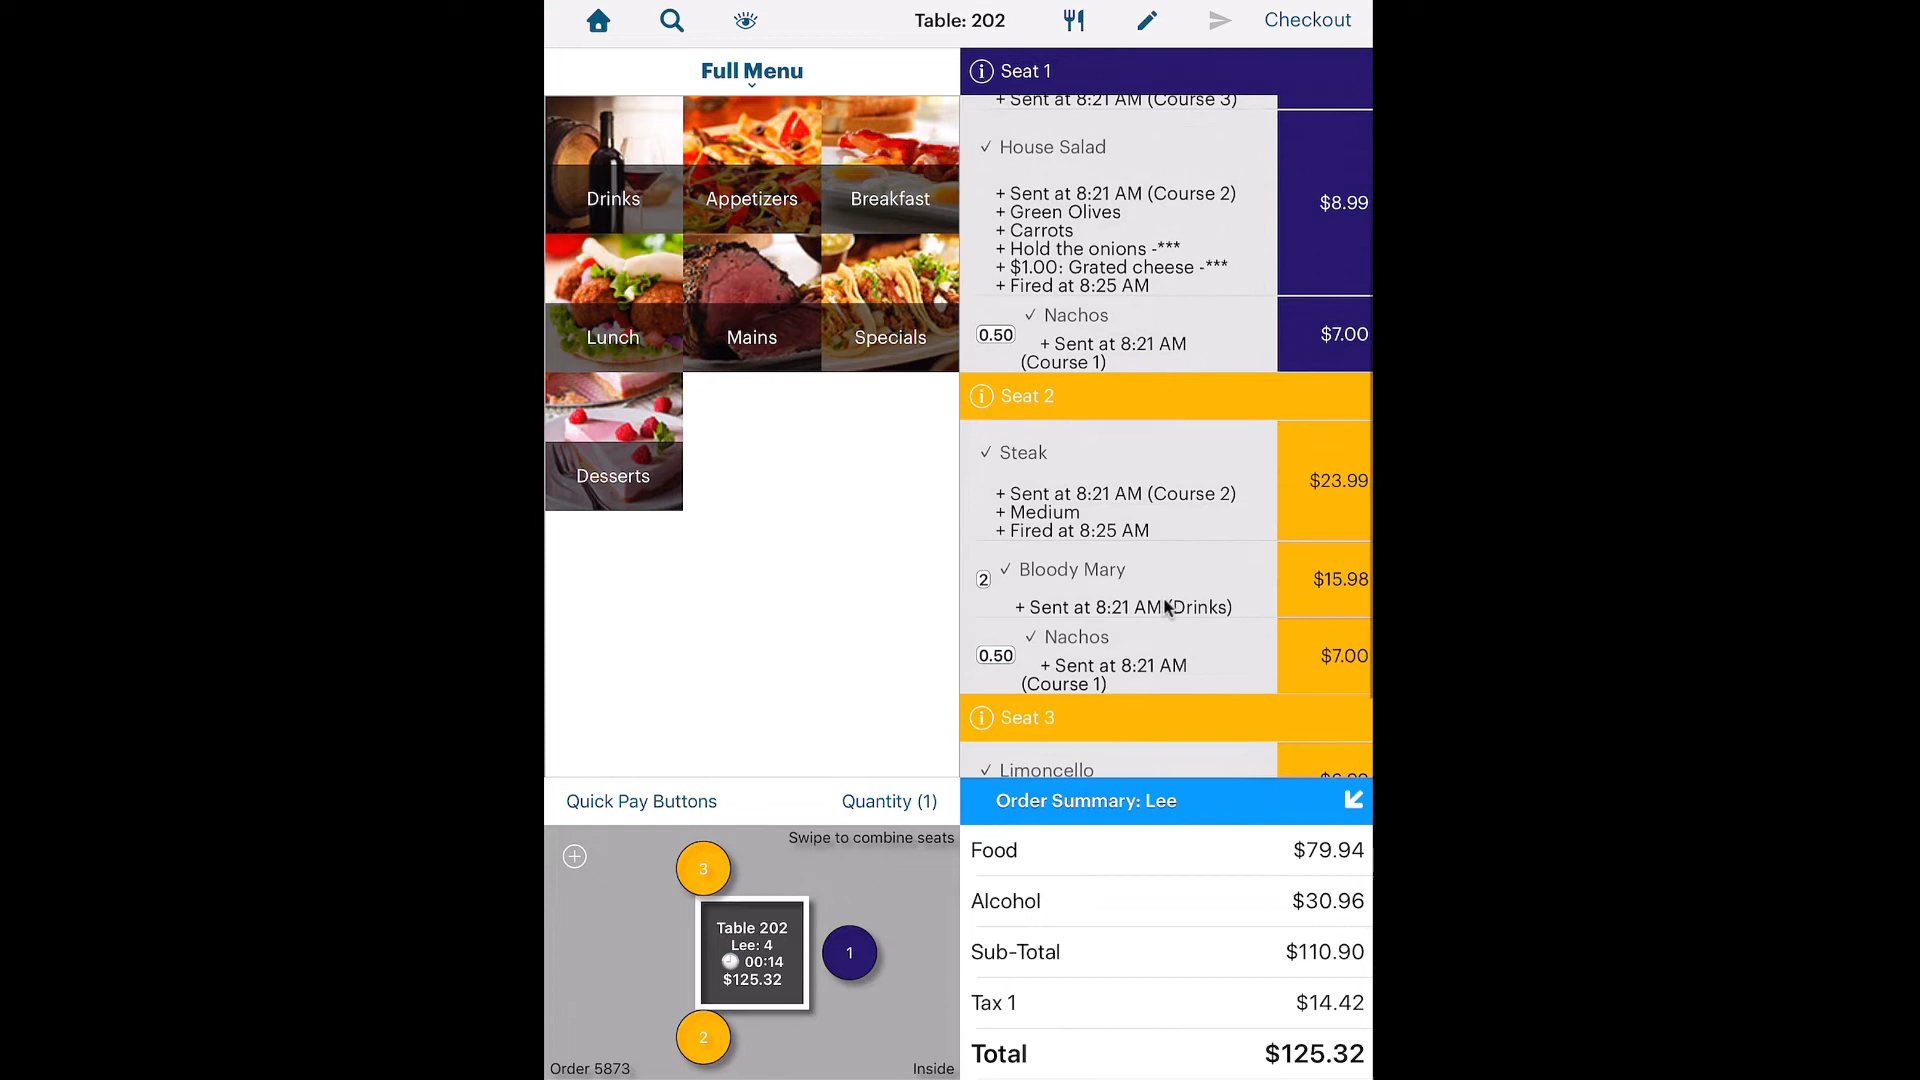 Table: 202
Checkout
Full Menu
Drinks
Appetizers
Breakfast
Lunch
Mains
Specials
Desserts
Seat 1
+ Sent at 8:21 AM (Course 3)
✓ House Salad
+ Sent at 8:21 AM (Course 2)
+ Green Olives
+ Carrots
+ Hold the onions -***
+ $1.00: Grated cheese -***
+ Fired at 8:25 AM
$8.99
0.50 ✓ Nachos
+ Sent at 8:21 AM
(Course 1)
$7.00
Seat 2
✓ Steak
+ Sent at 8:21 AM (Course 2)
+ Medium
+ Fired at 8:25 AM
$23.99
2 ✓ Bloody Mary
+ Sent at 8:21 AM (Drinks)
$15.98
0.50 ✓ Nachos
+ Sent at 8:21 AM
(Course 1)
$7.00
Seat 3
✓ Limoncello
Quick Pay Buttons
Quantity (1)
Swipe to combine seats
3
Table 202
Lee: 4
00:14
$125.32
1
2
Order 5873
Inside
Order Summary: Lee
Food $79.94
Alcohol $30.96
Sub-Total $110.90
Tax 1 $14.42
Total $125.32